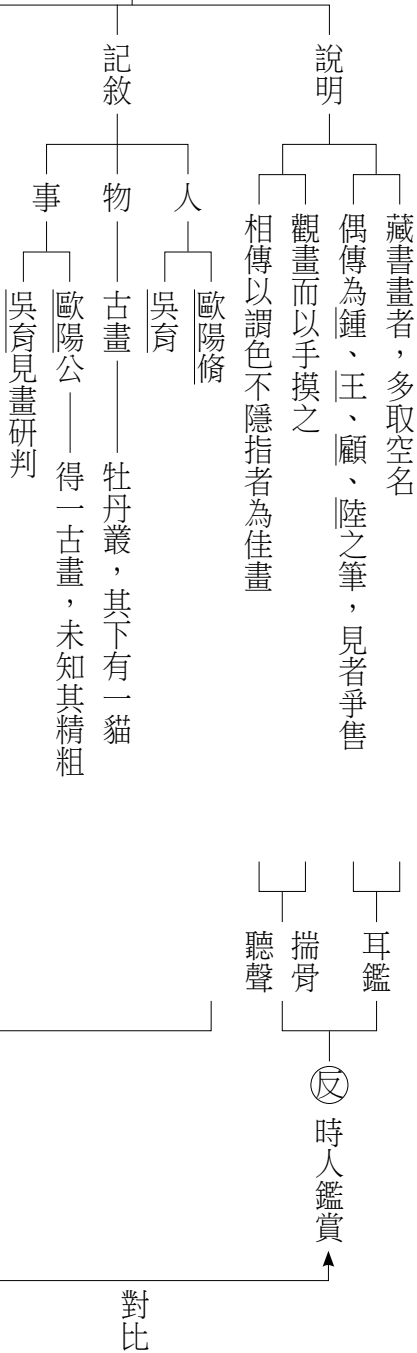 說明
藏書畫者，多取空名
偶傳為鍾、王、顧、陸之筆，見者爭售
觀畫而以手摸之
相傳以謂色不隱指者為佳畫
耳鑑
揣骨
聽聲
反
時人鑑賞
對比
記敘
人
歐陽脩
吳育
物
古畫
牡丹叢，其下有一貓
事
歐陽公
得一古畫，未知其精粗
吳育見畫研判